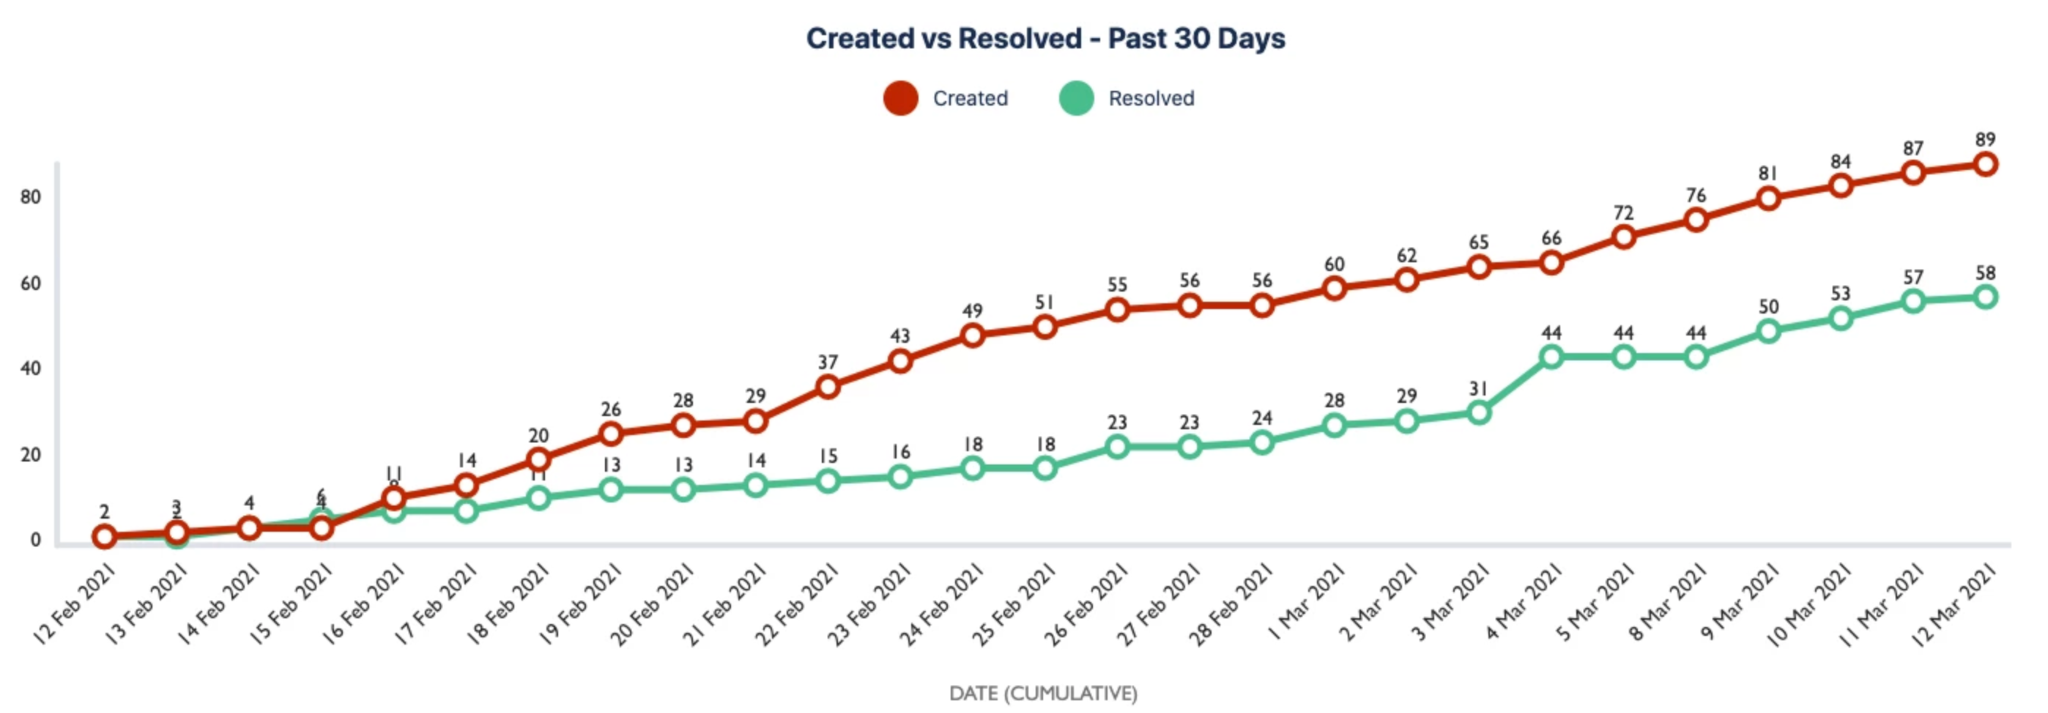 Created vs Resolved - Past 30 Days
Created Resolved
89
87
84
81
80
76
72
66
65
62
60
60
58
57
56 56
55
53
51
50
49
44 44 44
43
40
37
31
29
29
28
28
26
24
23 23
20
20
18 18
16
15
14
14
13 13
11
11
8
6
4
4
3
2
2
0
12 Feb 2021
13 Feb 2021
14 Feb 2021
15 Feb 2021
16 Feb 2021
17 Feb 2021
18 Feb 2021
19 Feb 2021
20 Feb 2021
21 Feb 2021
22 Feb 2021
23 Feb 2021
24 Feb 2021
25 Feb 2021
26 Feb 2021
27 Feb 2021
28 Feb 2021
1 Mar 2021
2 Mar 2021
3 Mar 2021
4 Mar 2021
5 Mar 2021
8 Mar 2021
9 Mar 2021
10 Mar 2021
11 Mar 2021
12 Mar 2021
DATE (CUMULATIVE)